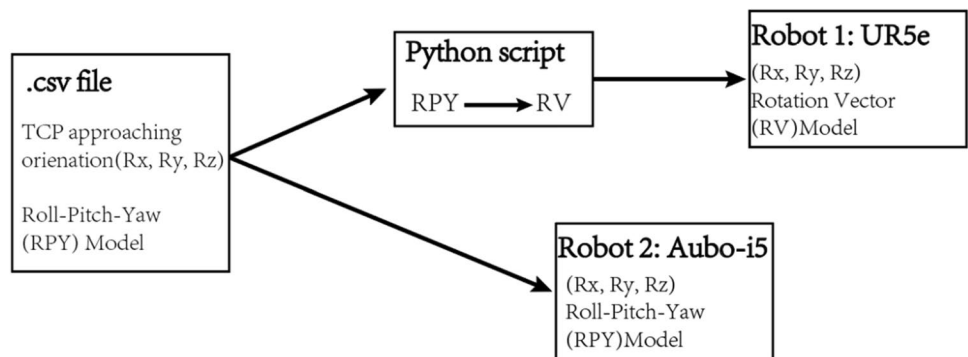 .csv file
TCP approaching
orienation(Rx, Ry, Rz)
Roll-Pitch-Yaw
(RPY) Model
Python script
RPY → RV
Robot 1: UR5e
(Rx, Ry, Rz)
Rotation Vector
(RV)Model
Robot 2: Aubo-i5
(Rx, Ry, Rz)
Roll-Pitch-Yaw
(RPY)Model